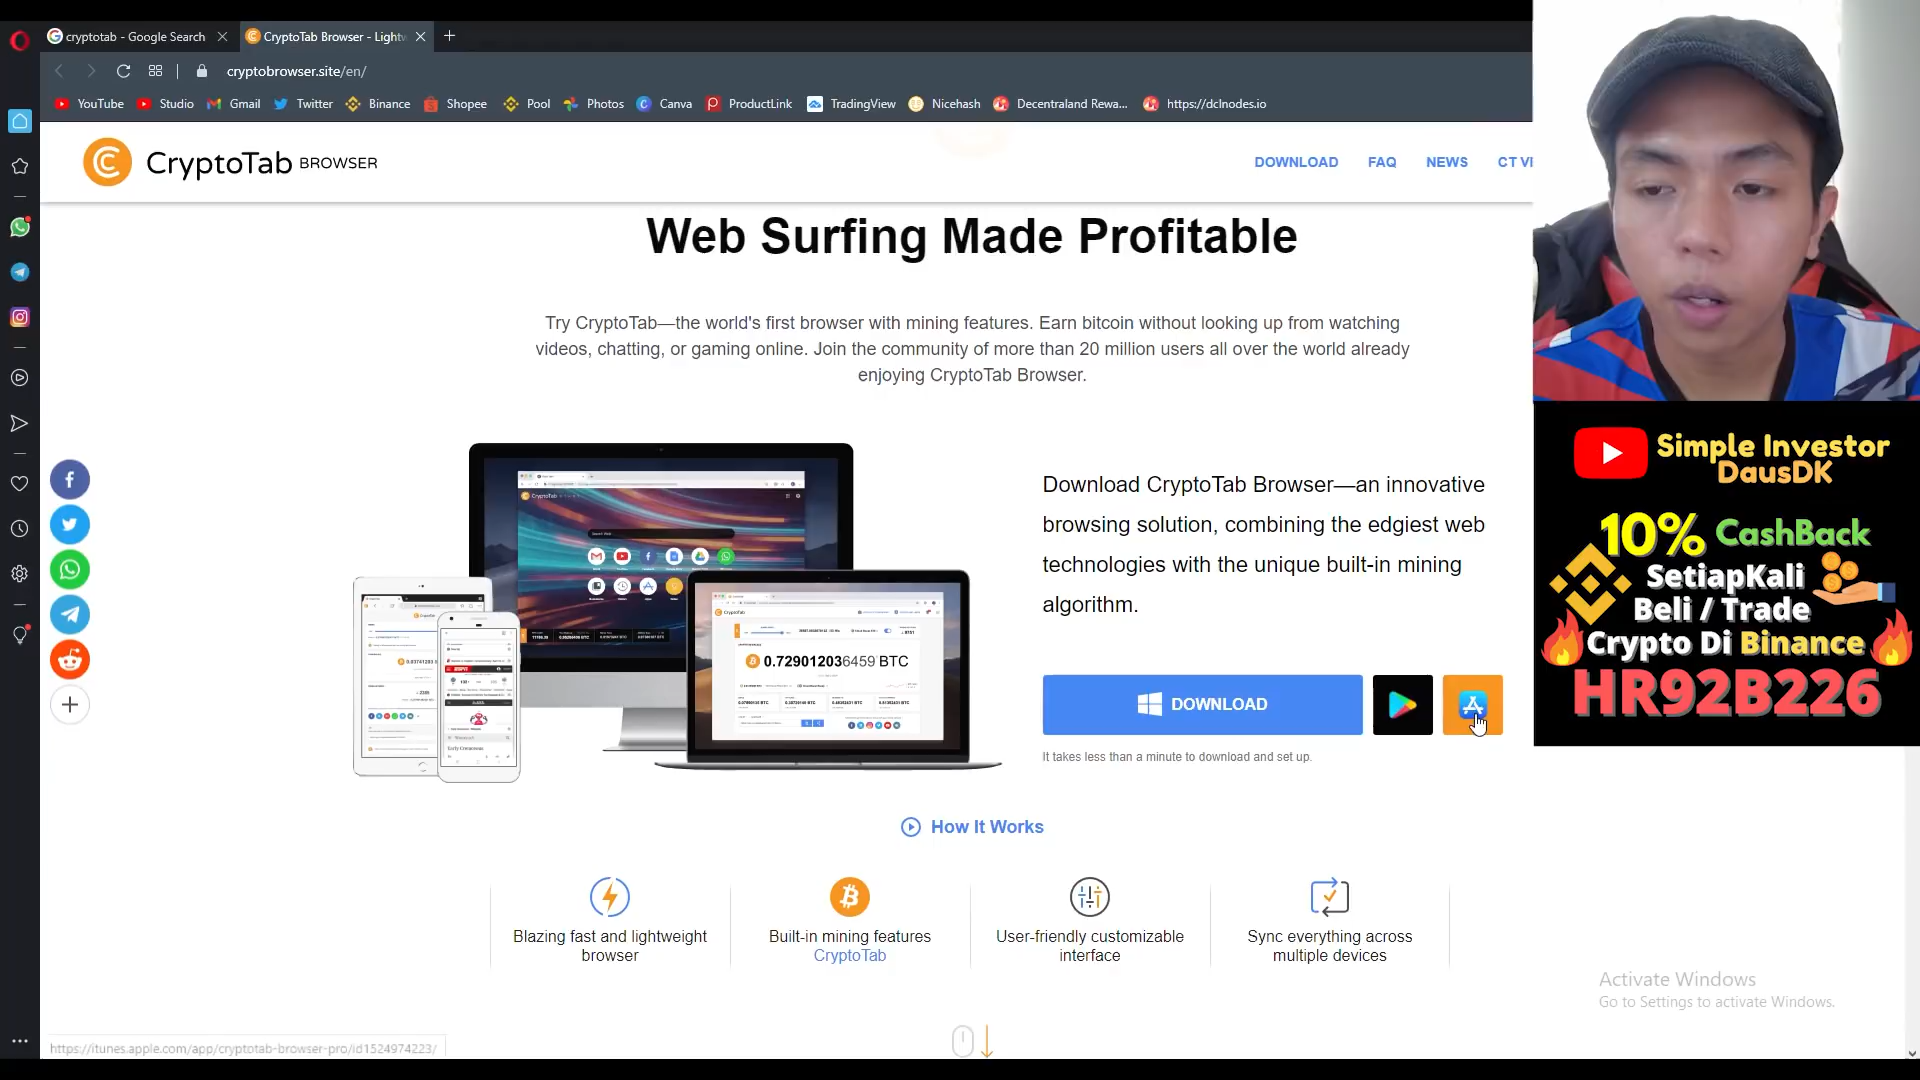 cryptotab - Google Search
CryptoTab Browser - Lightw
cryptobrowser.site/en/
YouTube
Studio
Gmail
Twitter
Binance
Shopee
Pool
Photos
Canva
ProductLink
TradingView
Nicehash
Decentraland Rewa...
https://dclnodes.io
CryptoTab BROWSER
DOWNLOAD
FAQ
NEWS
CT VI
Web Surfing Made Profitable
Try CryptoTab—the world's first browser with mining features. Earn bitcoin without looking up from watching
videos, chatting, or gaming online. Join the community of more than 20 million users all over the world already
enjoying CryptoTab Browser.
Download CryptoTab Browser—an innovative
browsing solution, combining the edgiest web
technologies with the unique built-in mining
algorithm.
0.729012036459 BTC
DOWNLOAD
It takes less than a minute to download and set up.
How It Works
Blazing fast and lightweight
browser
Built-in mining features
CryptoTab
User-friendly customizable
interface
Sync everything across
multiple devices
Simple Investor
DausDK
10% CashBack
SetiapKali
Beli / Trade
Crypto Di Binance
HR92B226
Activate Windows
Go to Settings to activate Windows.
https://itunes.apple.com/app/cryptotab-browser-pro/id1524974223/